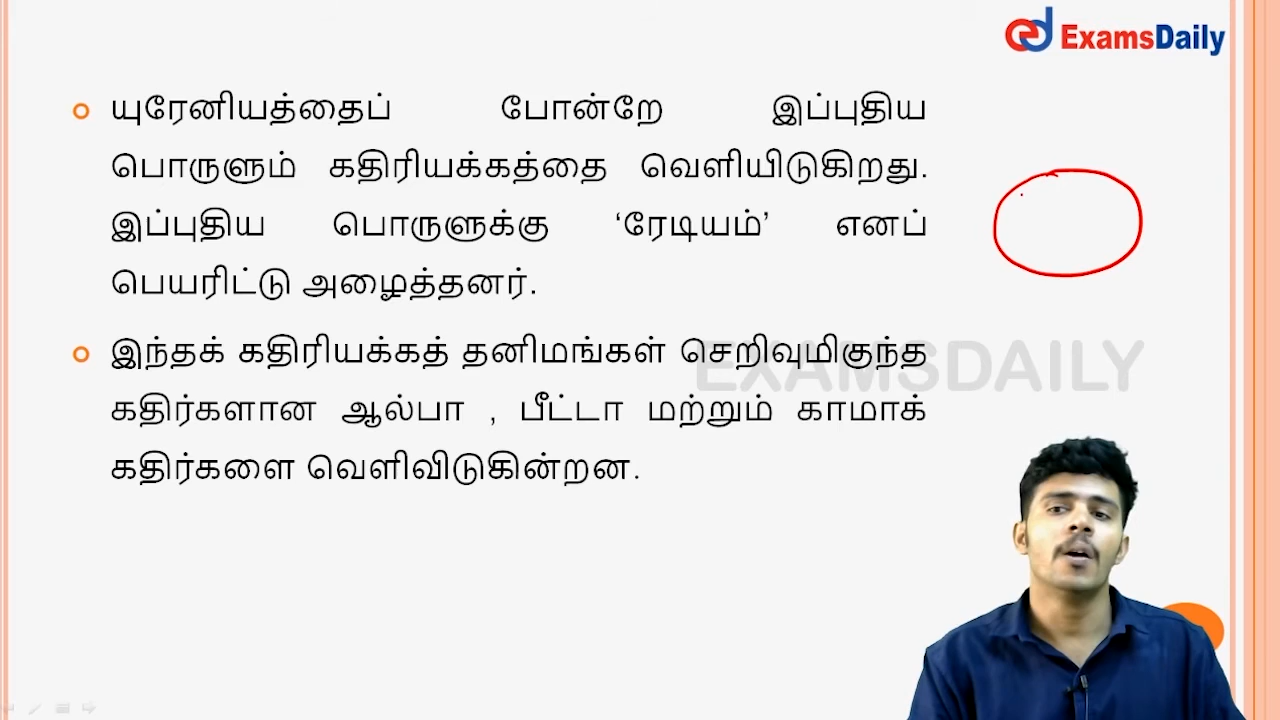 ExamsDaily
யுரேனியத்தைப் போன்றே இப்புதிய
பொருளும் கதிரியக்கத்தை வெளியிடுகிறது.
இப்புதிய பொருளுக்கு ‘ரேடியம்’ எனப்
பெயரிட்டு அழைத்தனர்.
இந்தக் கதிரியக்கத் தனிமங்கள் செறிவுமிகுந்த
கதிர்களான ஆல்பா , பீட்டா மற்றும் காமாக்
கதிர்களை வெளிவிடுகின்றன.
EXAMSDAILY